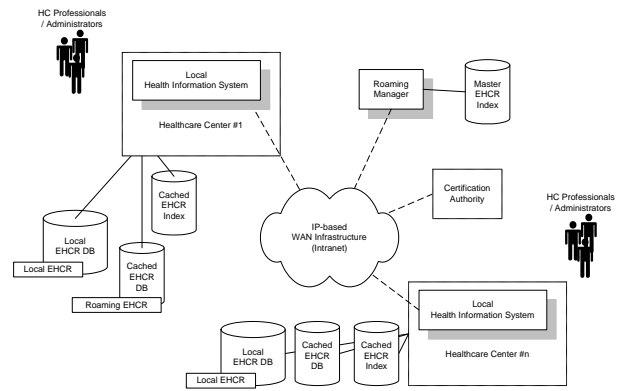 HC Professionals
/ Administrators
Local
Health Information System
Healthcare Center #1
Roaming
Manager
Master
EHCR
Index
Cached
EHCR
Index
Certification
Authority
HC Professionals
/ Administrators
Local
EHCR DB
Local EHCR
Cached
EHCR
DB
Roaming EHCR
IP-based
WAN Infrastructure
(Intranet)
Local
Health Information System
Healthcare Center #n
Local
EHCR DB
Local EHCR
Cached
EHCR
DB
Cached
EHCR
Index